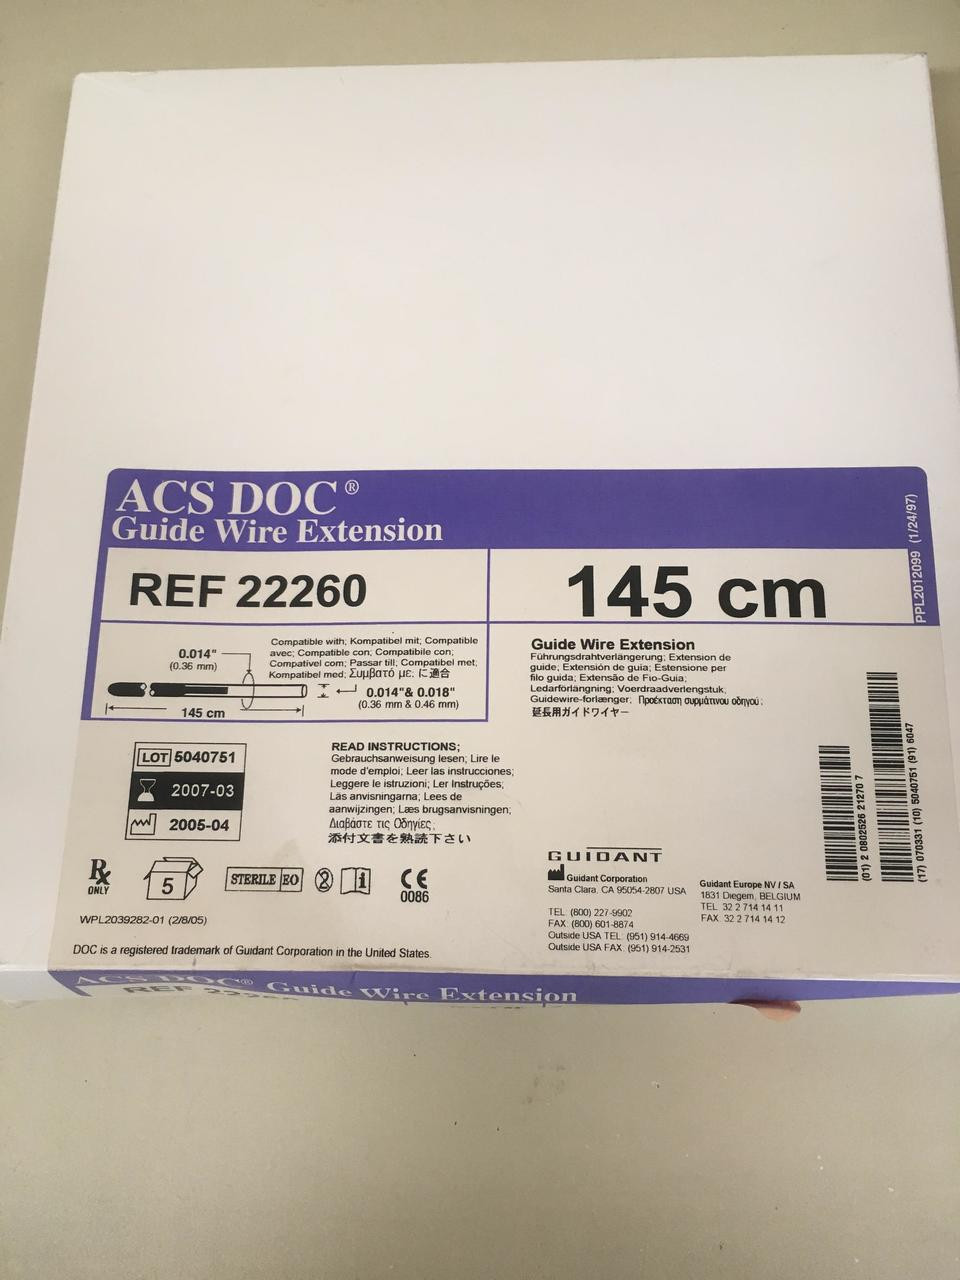 ACS DOC®
Guide Wire Extension
REF 22260
145 cm
PPL2012099 (1/24/97)
0.014"
(0.36 mm)
145 cm
Compatible with; Kompatibel mit; Compatible
avec; Compatible con; Compatibile con;
Compativel com; Passar till; Compatibel met;
Kompatibel med; Συμβατό με; に適合
0.014"& 0.018"
(0.36 mm & 0.46 mm)
Guide Wire Extension
Führungsdrahtverlängerung; Extension de
guide; Extensión de guia; Estensione per
filo guida; Extensão de Fio-Guia;
Ledarförlängning; Voerdraadverlengstuk;
Guidewire-forlænger; Προέκταση συρμάτινου οδηγού;
延長用ガイドワイヤー
LOT 5040751
2007-03
2005-04
READ INSTRUCTIONS;
Gebrauchsanweisung lesen; Lire le
mode d'emploi; Leer las instrucciones;
Leggere le istruzioni; Ler Instruções;
Läs anvisningarna; Lees de
aanwijzingen; Læs brugsanvisningen;
Διαβάστε τις Οδηγίες;
添付文書を熟読下さい
Rx
ONLY
5
STERILE EO
2
i
CE
0086
WPL2039282-01 (2/8/05)
DOC is a registered trademark of Guidant Corporation in the United States.
GUIDANT
Guidant Corporation
Santa Clara, CA 95054-2807 USA
TEL: (800) 227-9902
FAX: (800) 601-8874
Outside USA TEL: (951) 914-4669
Outside USA FAX: (951) 914-2531
Guidant Europe NV / SA
1831 Diegem, BELGIUM
TEL. 32 2 714 14 11
FAX. 32 2 714 14 12
(01) 2 0802526 21270 7
(17) 070331 (10) 5040751 (91) 6047
ACS DOC® Guide Wire Extension
REF 22260